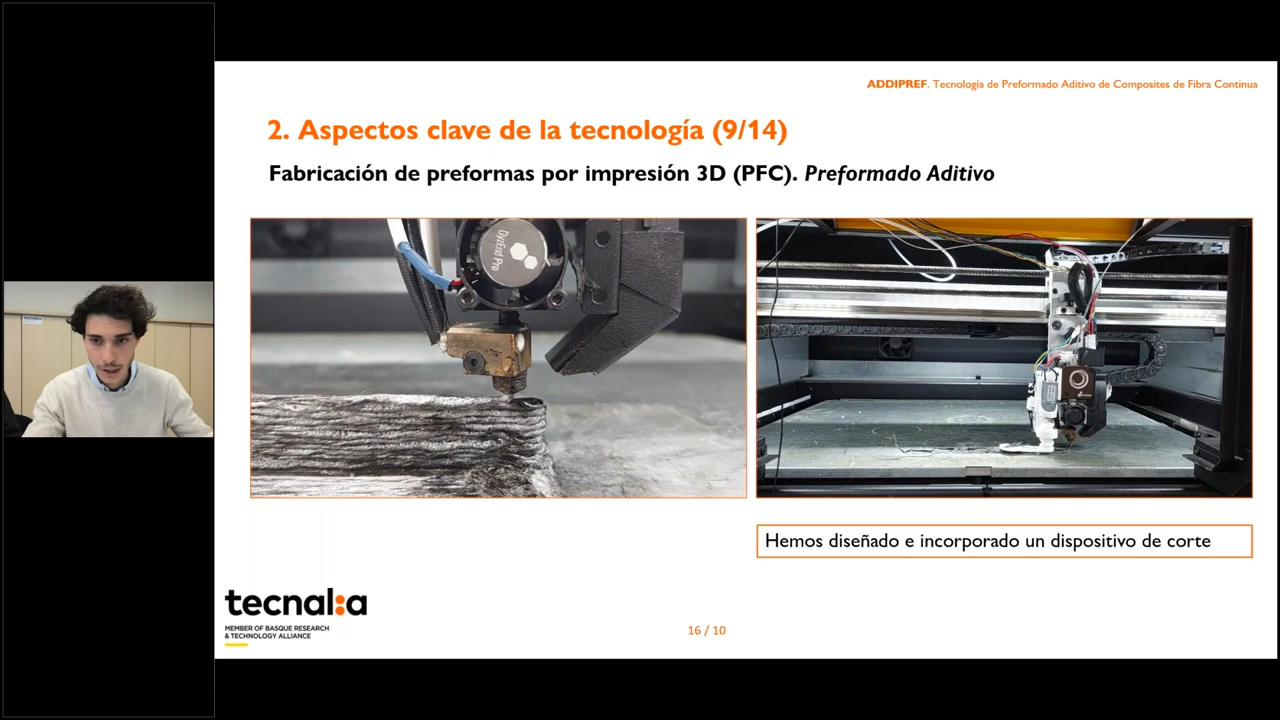 ADDIPREF. Tecnología de Preformado Aditivo de Composites de Fibra Continua
2. Aspectos clave de la tecnología (9/14)
Fabricación de preformas por impresión 3D (PFC). Preformado Aditivo
DyzEnd Pro
Hemos diseñado e incorporado un dispositivo de corte
tecnal:a
MEMBER OF BASQUE RESEARCH
& TECHNOLOGY ALLIANCE
16 / 10